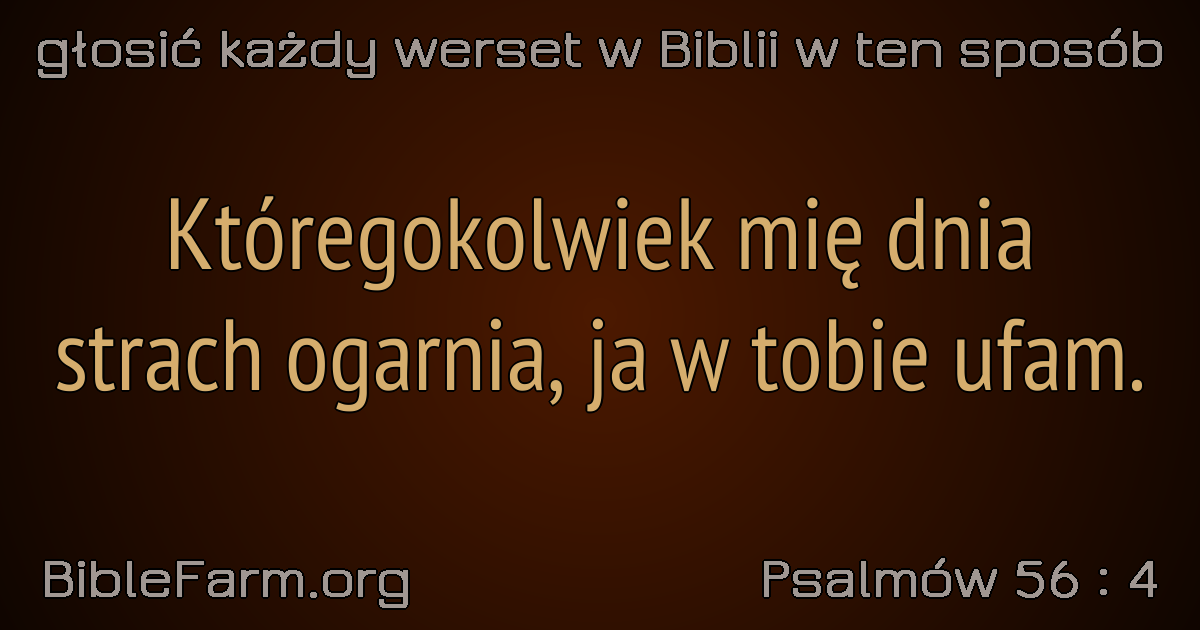 głosić każdy werset w Biblii w ten sposób
Któregokolwiek mię dnia
strach ogarnia, ja w tobie ufam.
BibleFarm.org
Psalmów 56 : 4